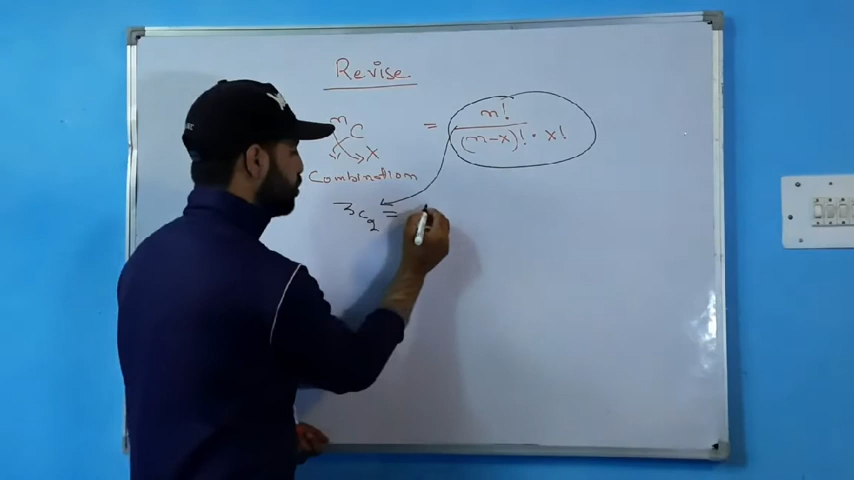 Revise
nCx = n! / (n-x)! · x!
Combination
3c2 =